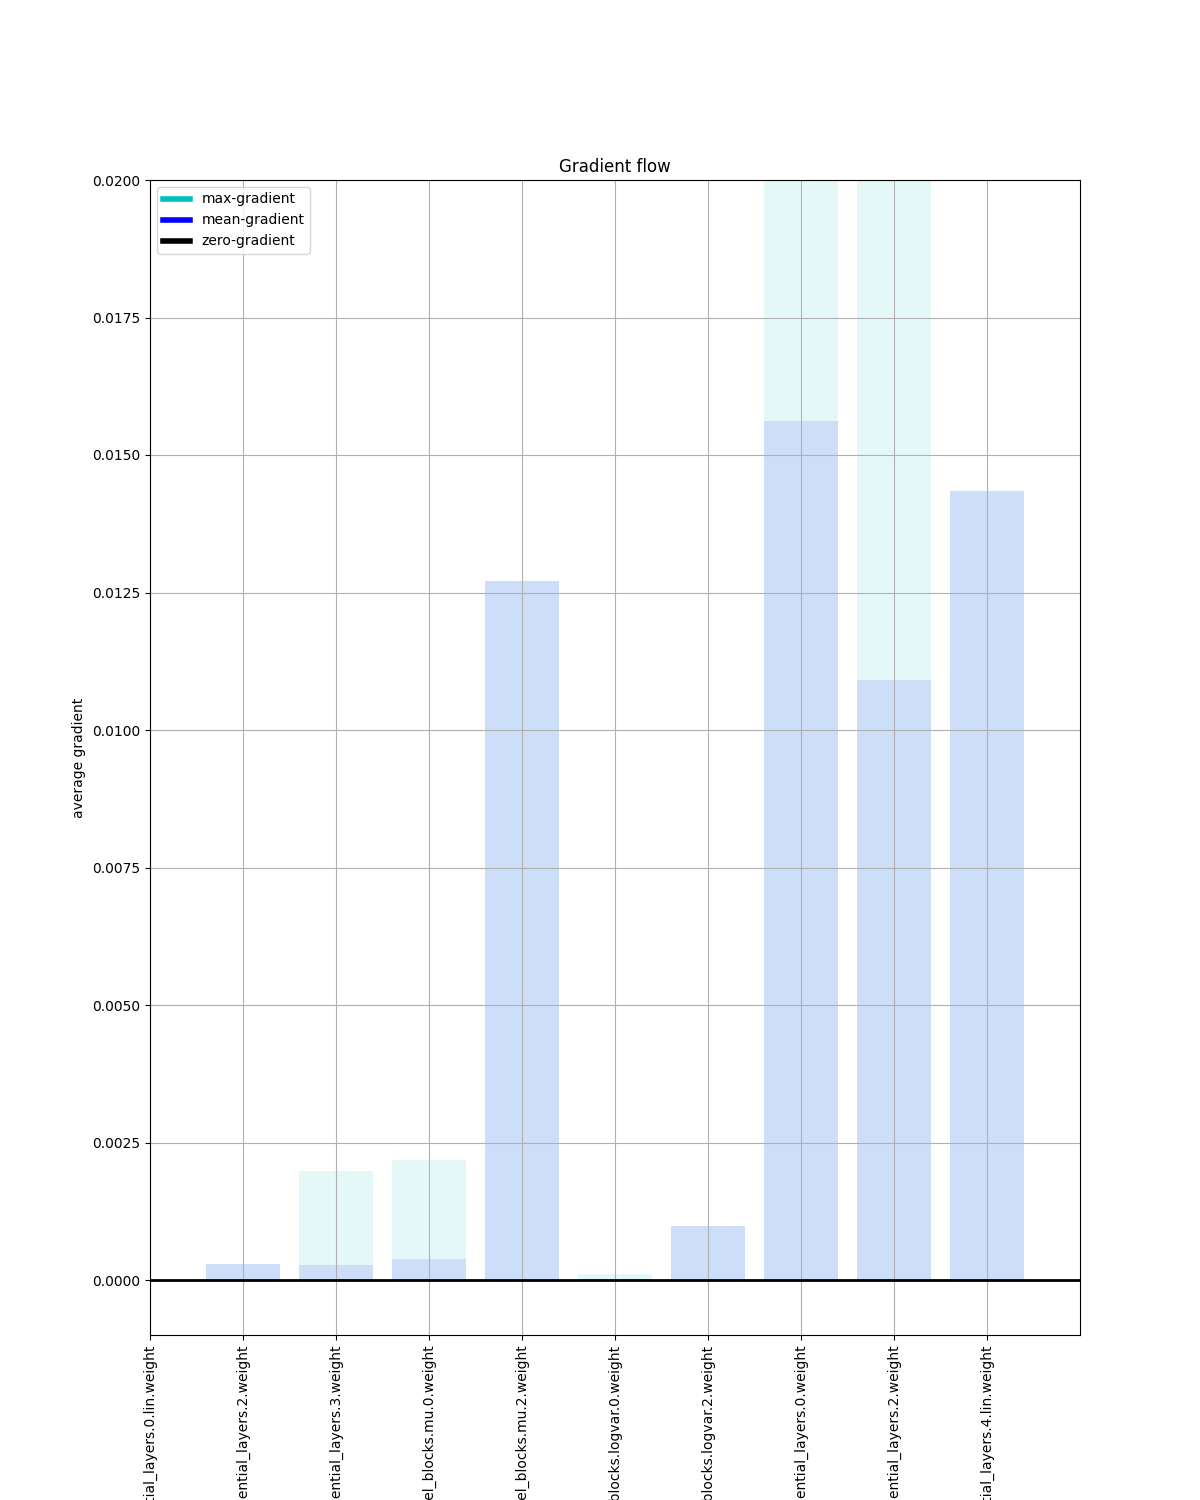 Gradient flow
max-gradient
mean-gradient
zero-gradient
0.0200
0.0175
0.0150
0.0125
0.0100
0.0075
0.0050
0.0025
0.0000
average gradient
tial_layers.0.lin.weight
ential_layers.2.weight
ential_layers.3.weight
el_blocks.mu.0.weight
el_blocks.mu.2.weight
blocks.logvar.0.weight
blocks.logvar.2.weight
ential_layers.0.weight
ential_layers.2.weight
tial_layers.4.lin.weight